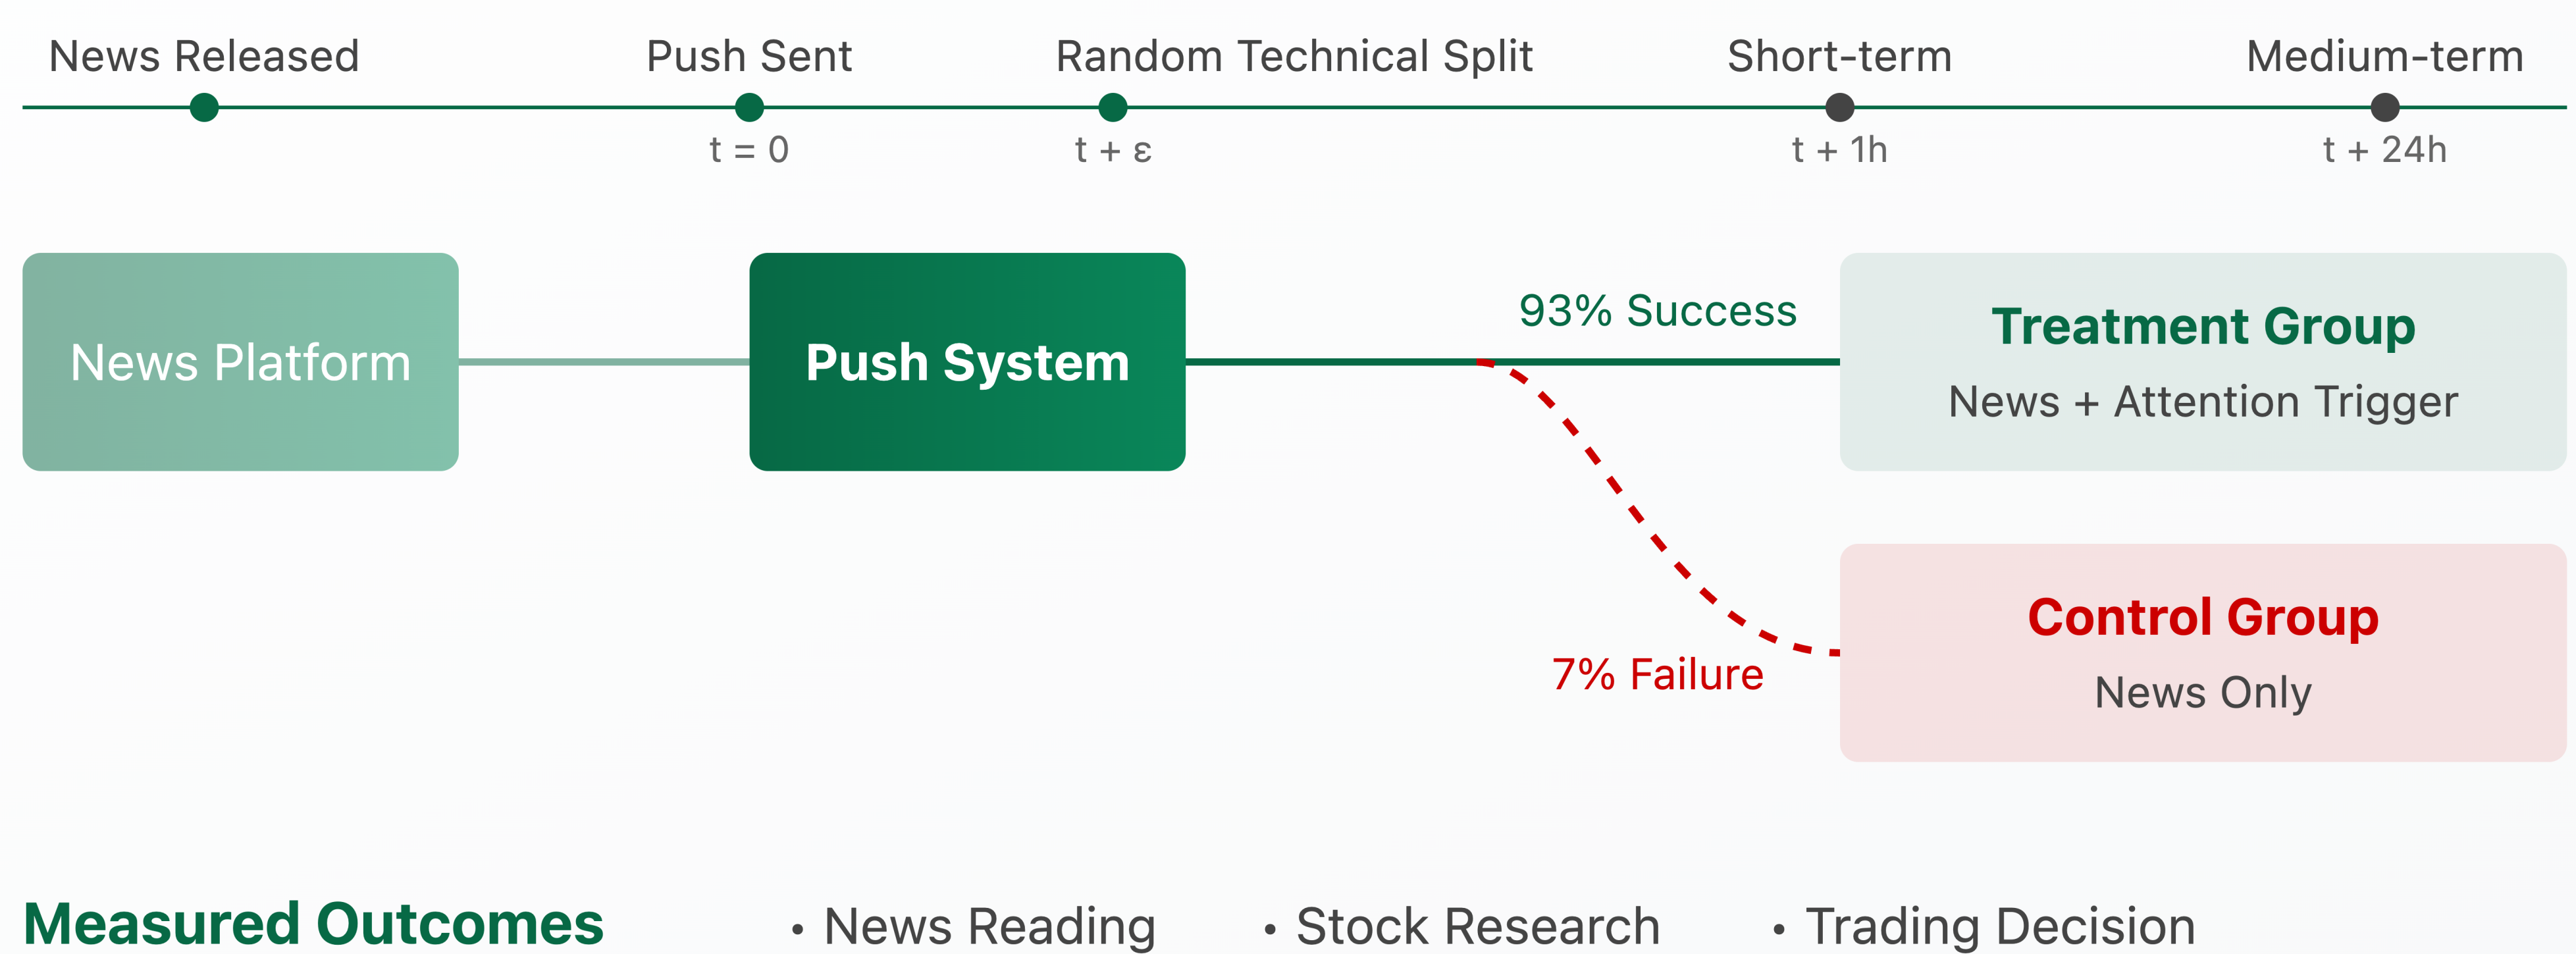 News Released
Push Sent
Random Technical Split
Short-term
Medium-term
t = 0
t + ε
t + 1h
t + 24h
News Platform
Push System
93% Success
Treatment Group
News + Attention Trigger
7% Failure
Control Group
News Only
Measured Outcomes
• News Reading
• Stock Research
• Trading Decision